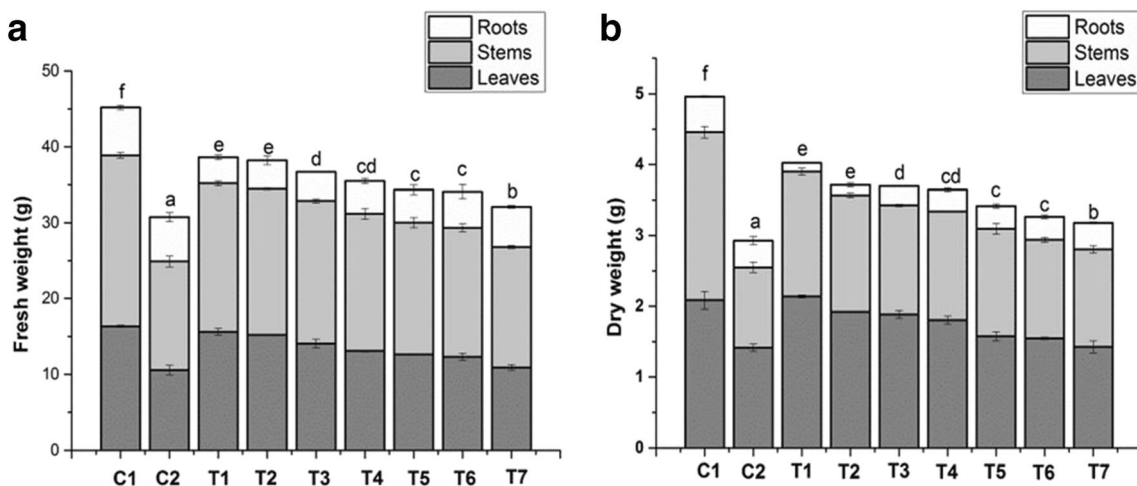 a
Roots
Stems
Leaves
Fresh weight (g)
50
40
30
20
10
0
f
a
e
e
d
cd
c
c
b
C1 C2 T1 T2 T3 T4 T5 T6 T7
b
Roots
Stems
Leaves
Dry weight (g)
5
4
3
2
1
0
f
a
e
e
d
cd
c
c
b
C1 C2 T1 T2 T3 T4 T5 T6 T7